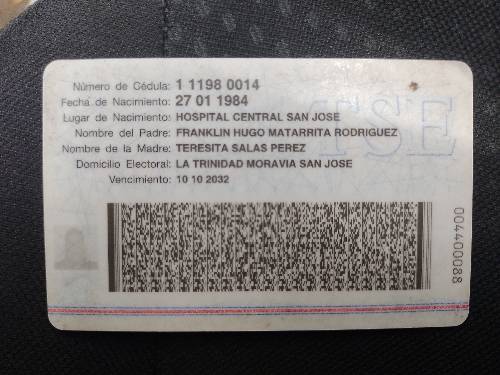 Número de Cédula: 1 1198 0014
Fecha de Nacimiento: 27 01 1984
Lugar de Nacimiento: HOSPITAL CENTRAL SAN JOSE
Nombre del Padre: FRANKLIN HUGO MATARRITA RODRIGUEZ
Nombre de la Madre: TERESITA SALAS PEREZ
Domicilio Electoral: LA TRINIDAD MORAVIA SAN JOSE
Vencimiento: 10 10 2032
TSE
004400088